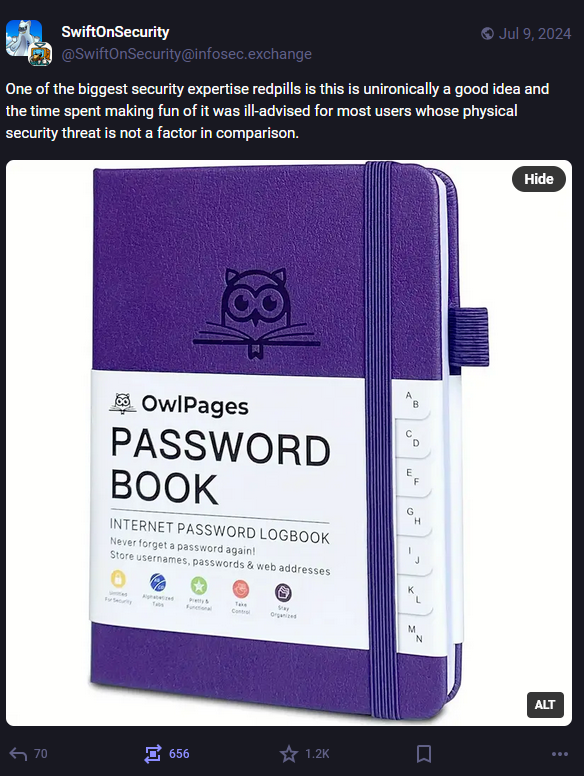 SwiftOnSecurity
Jul 9, 2024
@SwiftOnSecurity@infosec.exchange
One of the biggest security expertise redpills is this is unironically a good idea and
the time spent making fun of it was ill-advised for most users whose physical
security threat is not a factor in comparison.
Hide
OwlPages
PASSWORD
BOOK
INTERNET PASSWORD LOGBOOK
Never forget a password again!
Store usernames, passwords & web addresses
Untitled
For Security
Alphabetized
Tabs
Pretty &
Functional
Take
Control
Stay
Organized
A
B
C
D
E
F
G
H
I
J
K
L
M
N
ALT
70
656
1.2K